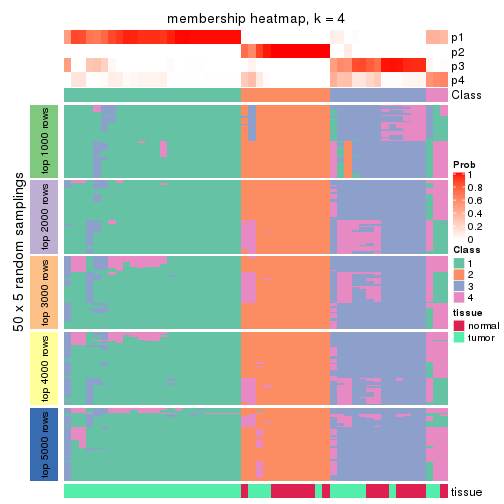 membership heatmap, k = 4
p1
p2
p3
p4
Class
50 x 5 random samplings
top 1000 rows
top 2000 rows
top 3000 rows
top 4000 rows
top 5000 rows
Prob
1
0.8
0.6
0.4
0.2
0
Class
1
2
3
4
tissue
normal
tumor
tissue